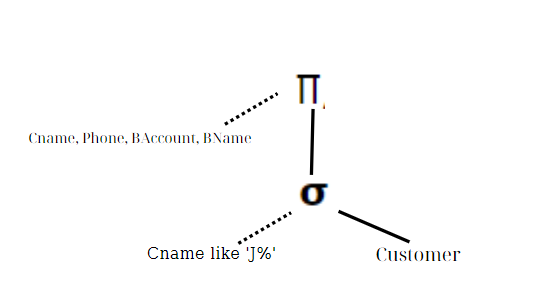 ∏
Cname, Phone, BAccount, BName
σ
Cname like 'J%'
Customer